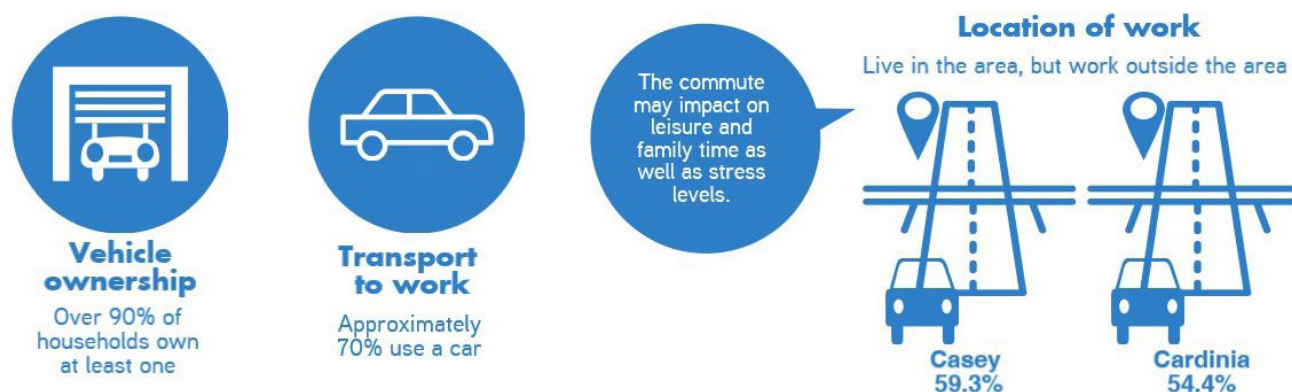 Vehicle
ownership
Over 90% of
households own
at least one
Transport
to work
Approximately
70% use a car
The commute
may impact on
leisure and
family time as
well as stress
levels.
Location of work
Live in the area, but work outside the area
Casey
59.3%
Cardinia
54.4%